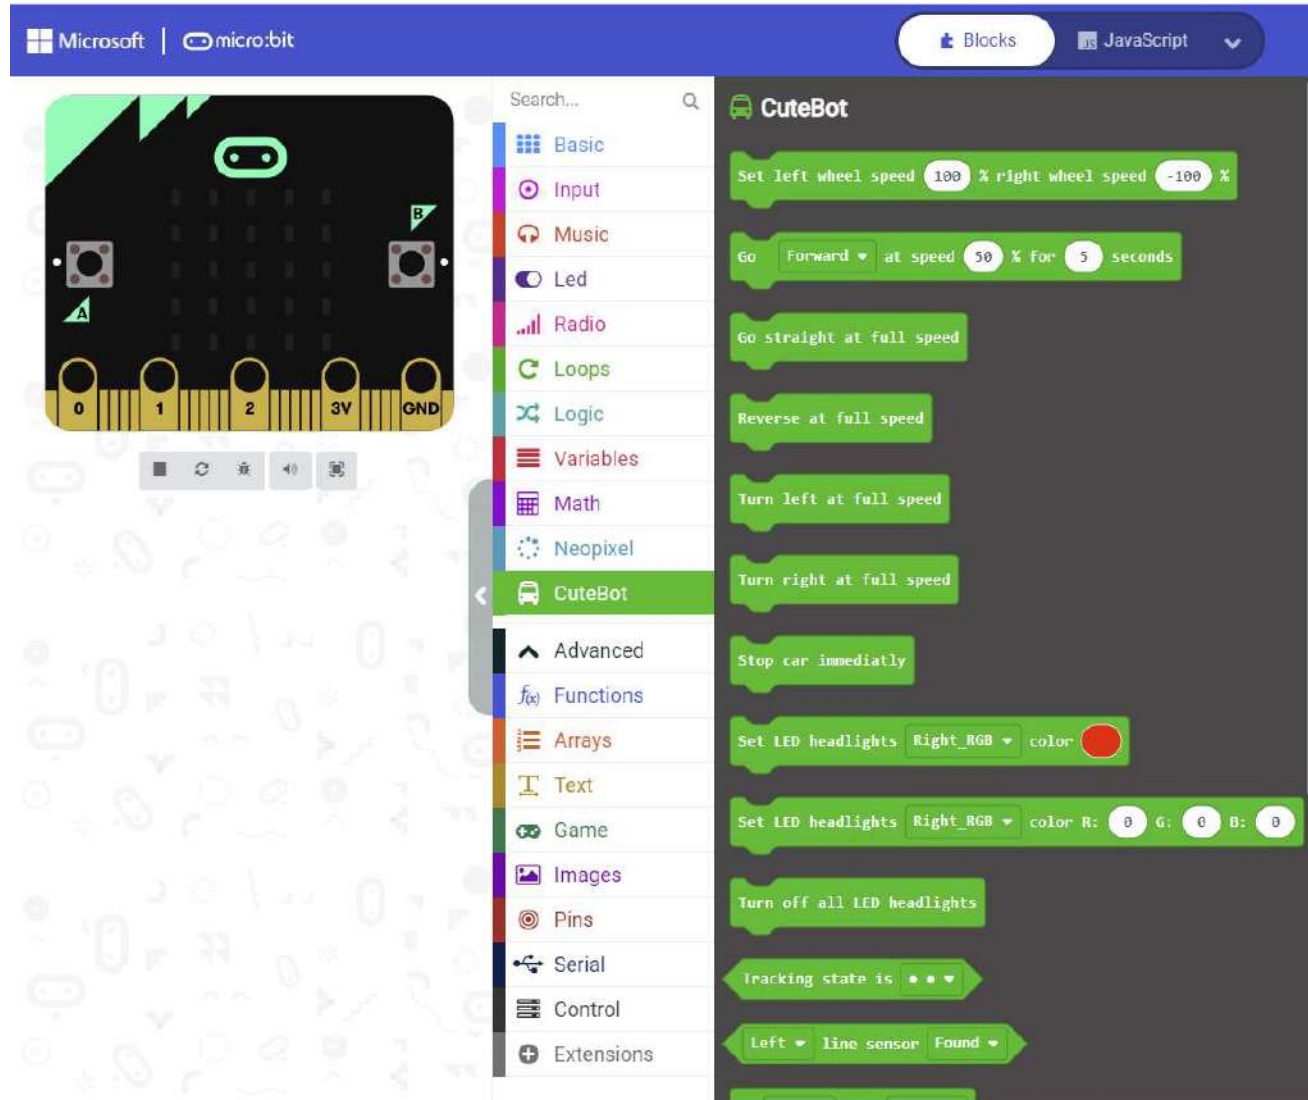 Microsoft | micro:bit
Blocks
JavaScript
JS
B
A
0 1 2 3V GND
Search...
Basic
Input
Music
Led
Radio
Loops
Logic
Variables
Math
Neopixel
CuteBot
Advanced
f(x) Functions
Arrays
Text
Game
Images
Pins
Serial
Control
Extensions
CuteBot
Set left wheel speed 100 % right wheel speed -100 %
Go Forward at speed 50 % for 5 seconds
Go straight at full speed
Reverse at full speed
Turn left at full speed
Turn right at full speed
Stop car immediatly
Set LED headlights Right_RGB color
Set LED headlights Right_RGB color R: 0 G: 0 B: 0
Turn off all LED headlights
Tracking state is
Left line sensor Found